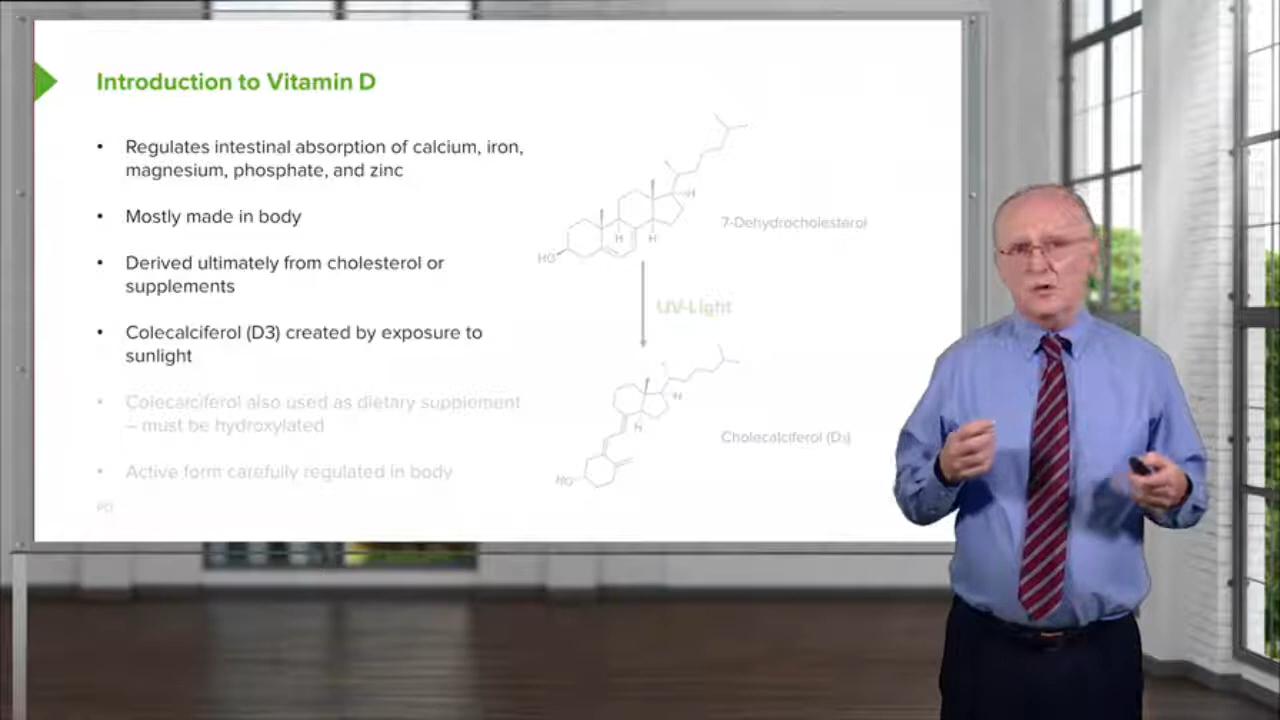 Introduction to Vitamin D
• Regulates intestinal absorption of calcium, iron,
magnesium, phosphate, and zinc
• Mostly made in body
• Derived ultimately from cholesterol or
supplements
• Colecalciferol (D3) created by exposure to
sunlight
• Colecalciferol also used as dietary supplement
– must be hydroxylated
• Active form carefully regulated in body
PD
HO
H
H
H
7-Dehydrocholesterol
UV-Light
H
H
HO
Cholecalciferol (D₃)